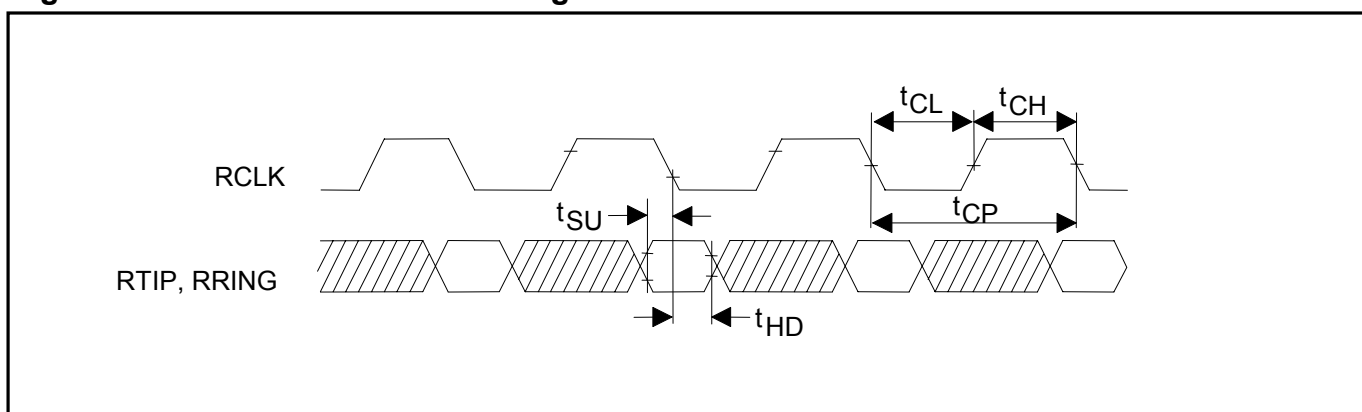 tCL
tCH
RCLK
tCP
tSU
RTIP, RRING
tHD